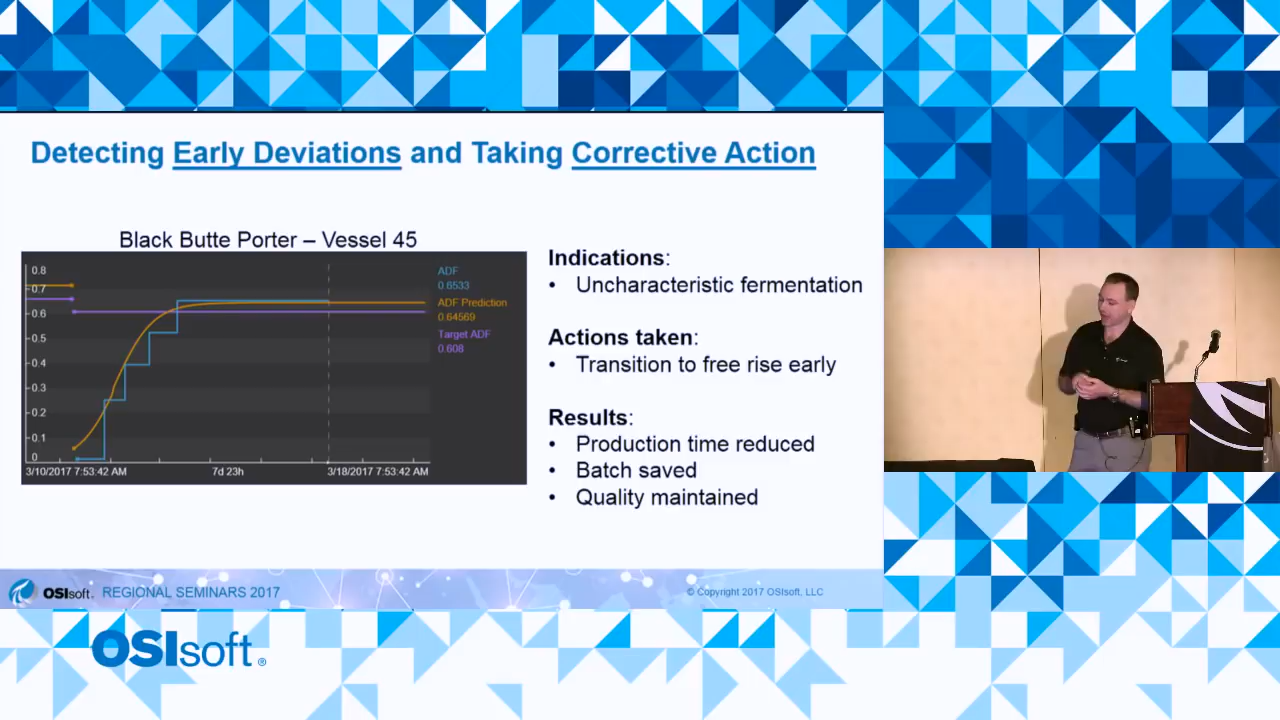 Detecting Early Deviations and Taking Corrective Action
Black Butte Porter – Vessel 45
0.8
0.7
0.6
0.5
0.4
0.3
0.2
0.1
0
ADF
0.6533
ADF Prediction
0.64569
Target ADF
0.608
3/10/2017 7:53:42 AM
7d 23h
3/18/2017 7:53:42 AM
Indications:
• Uncharacteristic fermentation
Actions taken:
• Transition to free rise early
Results:
• Production time reduced
• Batch saved
• Quality maintained
OSIsoft. REGIONAL SEMINARS 2017
© Copyright 2017 OSIsoft, LLC
OSIsoft®